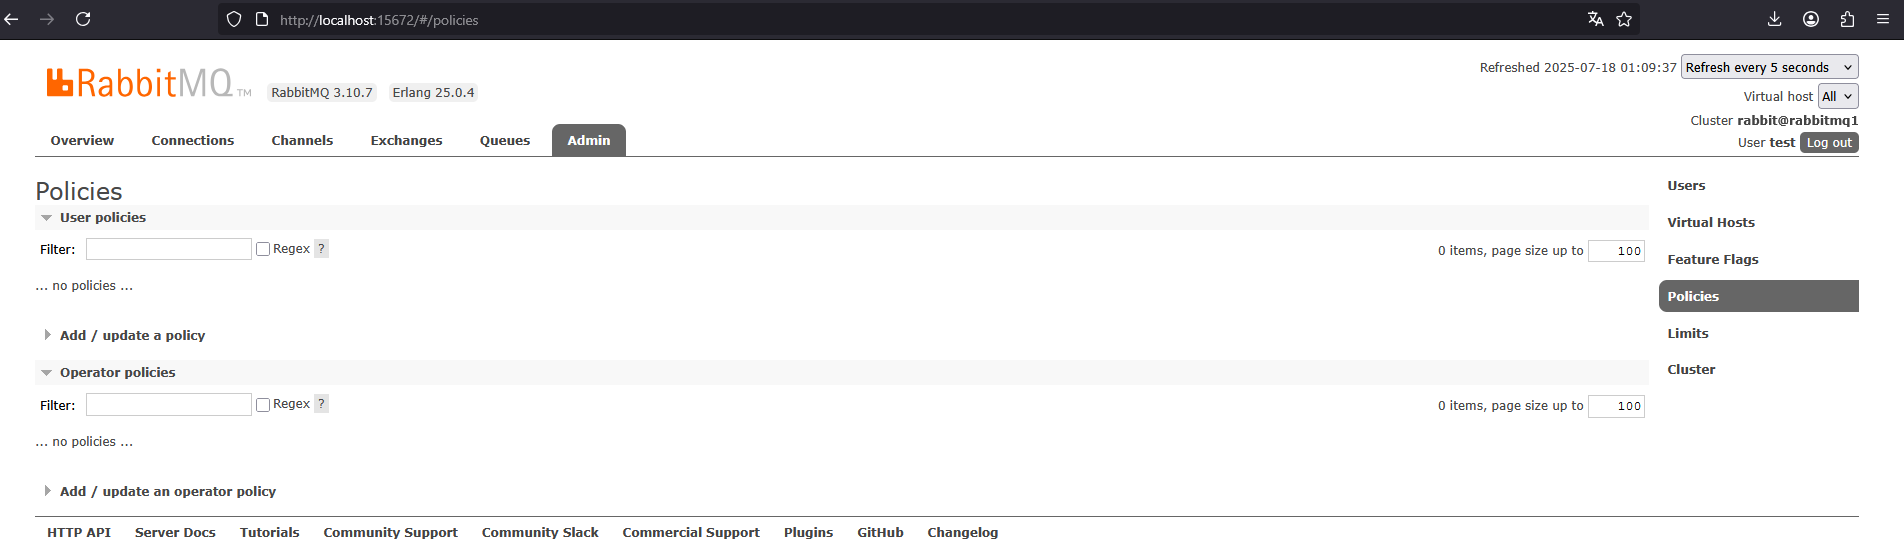 http://localhost:15672/#/policies
RabbitMQ TM RabbitMQ 3.10.7 Erlang 25.0.4
Refreshed 2025-07-18 01:09:37 Refresh every 5 seconds
Virtual host All
Cluster rabbit@rabbitmq1
User test Log out
Overview Connections Channels Exchanges Queues Admin
Policies
User policies
Filter: Regex ? 0 items, page size up to 100
... no policies ...
Add / update a policy
Operator policies
Filter: Regex ? 0 items, page size up to 100
... no policies ...
Add / update an operator policy
Users
Virtual Hosts
Feature Flags
Policies
Limits
Cluster
HTTP API Server Docs Tutorials Community Support Community Slack Commercial Support Plugins GitHub Changelog